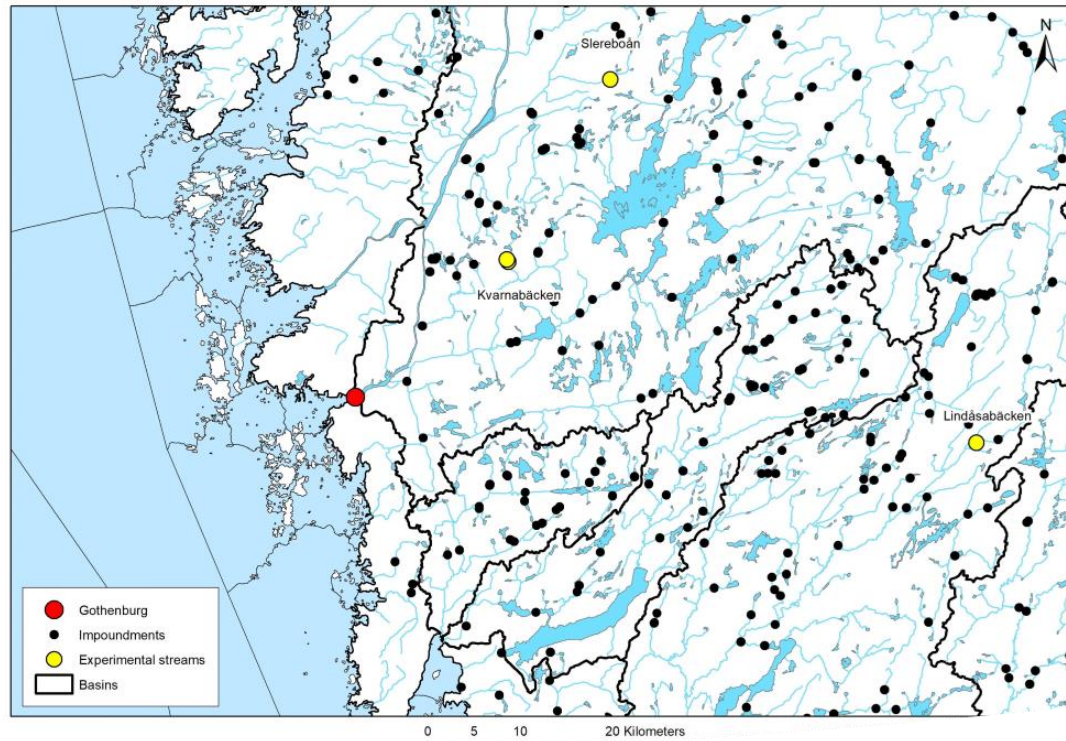 Slereboån
N
Kvarnabäcken
Lindåsabäcken
Gothenburg
Impoundments
Experimental streams
Basins
0 5 10 20 Kilometers